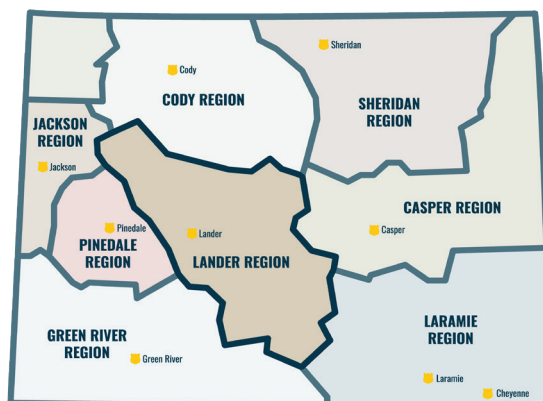 Sheridan
Cody
CODY REGION
SHERIDAN
REGION
JACKSON
REGION
Jackson
CASPER REGION
Pinedale
Lander
Casper
PINEDALE
REGION
LANDER REGION
GREEN RIVER
REGION
Green River
LARAMIE
REGION
Laramie
Cheyenne